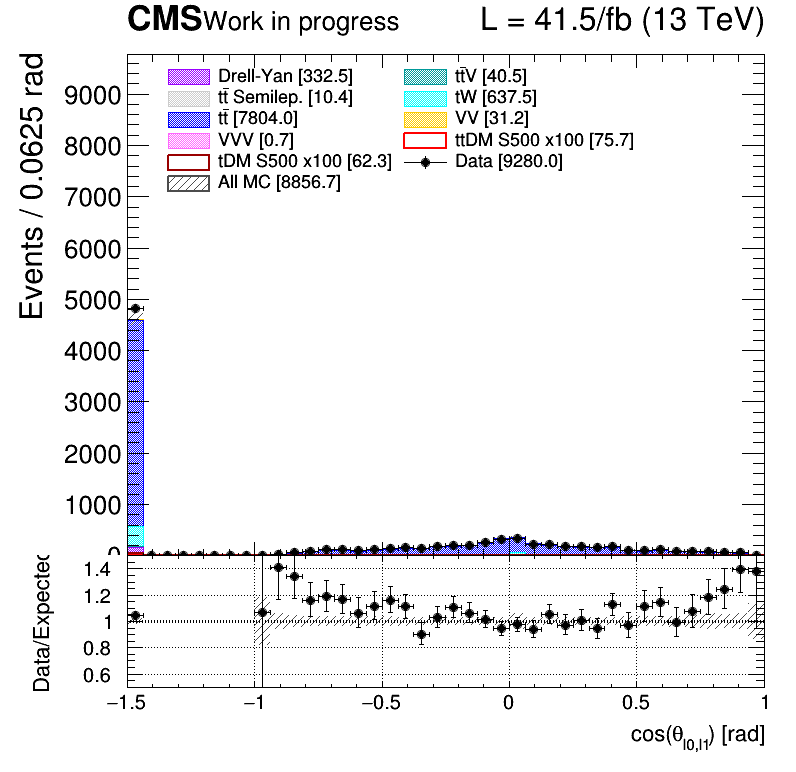 CMS Work in progress L = 41.5/fb (13 TeV)
Events / 0.0625 rad
Drell-Yan [332.5] tt̄V [40.5]
tt̄ Semilep. [10.4] tW [637.5]
tt̄ [7804.0] VV [31.2]
VVV [0.7] ttDM S500 x100 [75.7]
tDM S500 x100 [62.3] Data [9280.0]
All MC [8856.7]
9000
8000
7000
6000
5000
4000
3000
2000
1000
0
Data/Expected
1.4
1.2
1
0.8
0.6
−1.5 −1 −0.5 0 0.5 1
cos(θ_l0,l1) [rad]